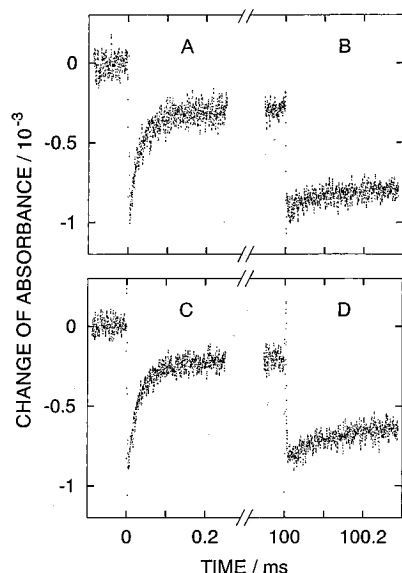 A B
0
-0.5
-1
C D
0
-0.5
-1
0 0.2 100 100.2
TIME / ms
CHANGE OF ABSORBANCE / 10⁻³